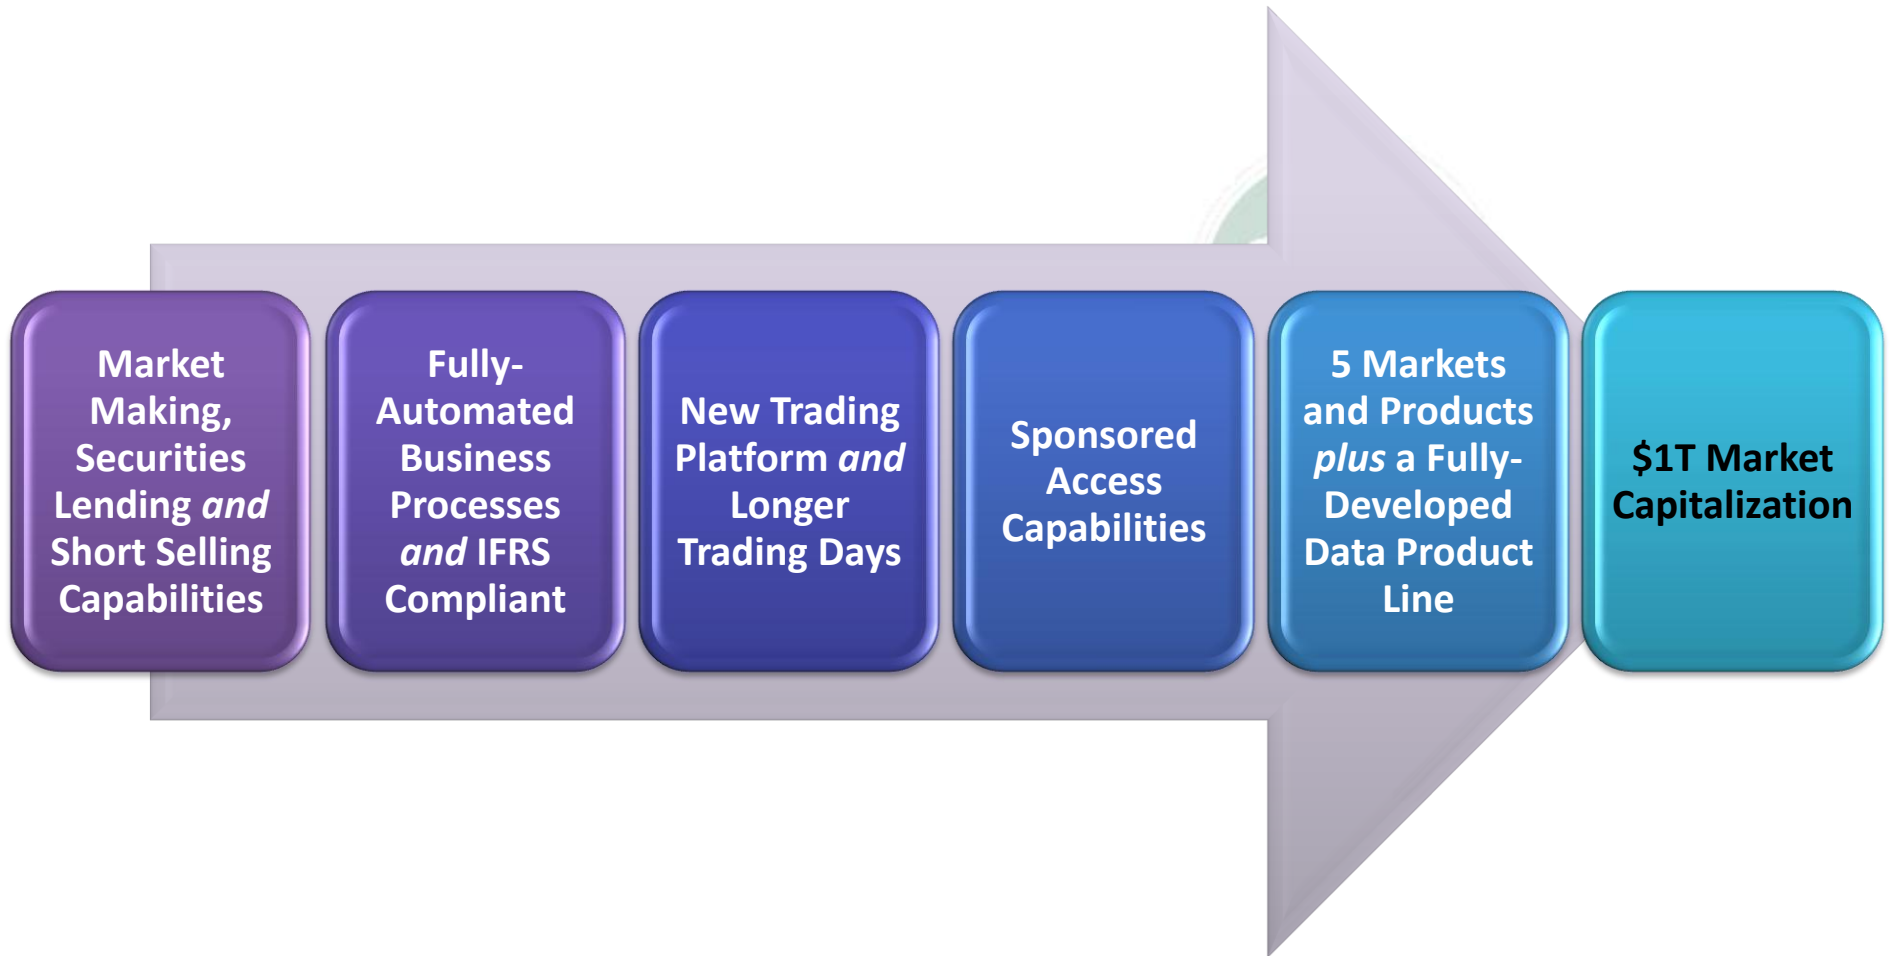 Market
Making,
Securities
Lending and
Short Selling
Capabilities
Fully-
Automated
Business
Processes
and IFRS
Compliant
New Trading
Platform and
Longer
Trading Days
Sponsored
Access
Capabilities
5 Markets
and Products
plus a Fully-
Developed
Data Product
Line
$1T Market
Capitalization